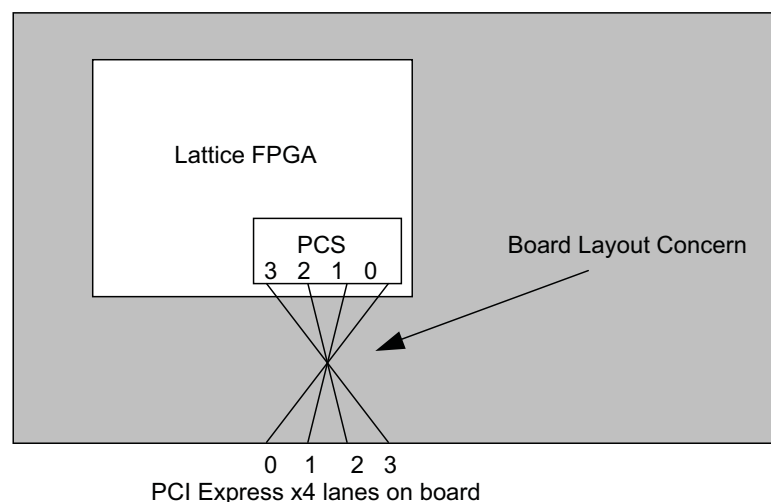 Lattice FPGA
PCS
3 2 1 0
Board Layout Concern
0 1 2 3
PCI Express x4 lanes on board